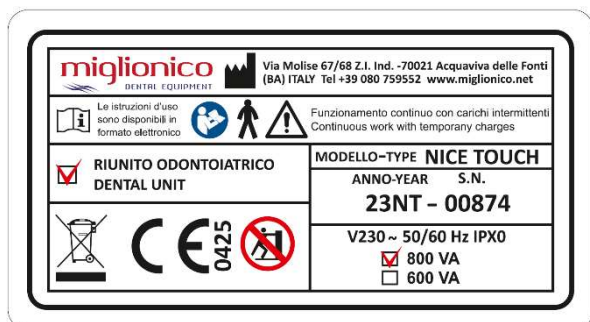 miglionico
DENTAL EQUIPMENT
Via Molise 67/68 Z.I. Ind. -70021 Acquaviva delle Fonti
(BA) ITALY Tel +39 080 759552 www.miglionico.net
Le istruzioni d'uso
sono disponibili in
formato elettronico
Funzionamento continuo con carichi intermittenti
Continuous work with temporany charges
RIUNITO ODONTOIATRICO
DENTAL UNIT
MODELLO-TYPE NICE TOUCH
ANNO-YEAR S.N.
23NT - 00874
CE 0425
V230 ~ 50/60 Hz IPX0
800 VA
600 VA